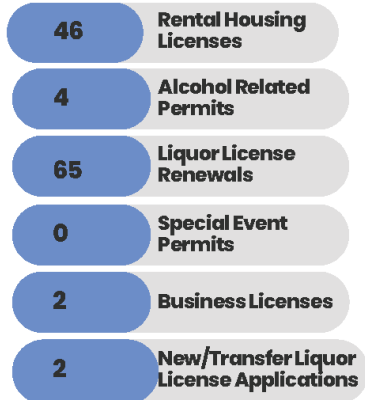 46
Rental Housing
Licenses
4
Alcohol Related
Permits
65
Liquor License
Renewals
0
Special Event
Permits
2
Business Licenses
2
New/Transfer Liquor
License Applications